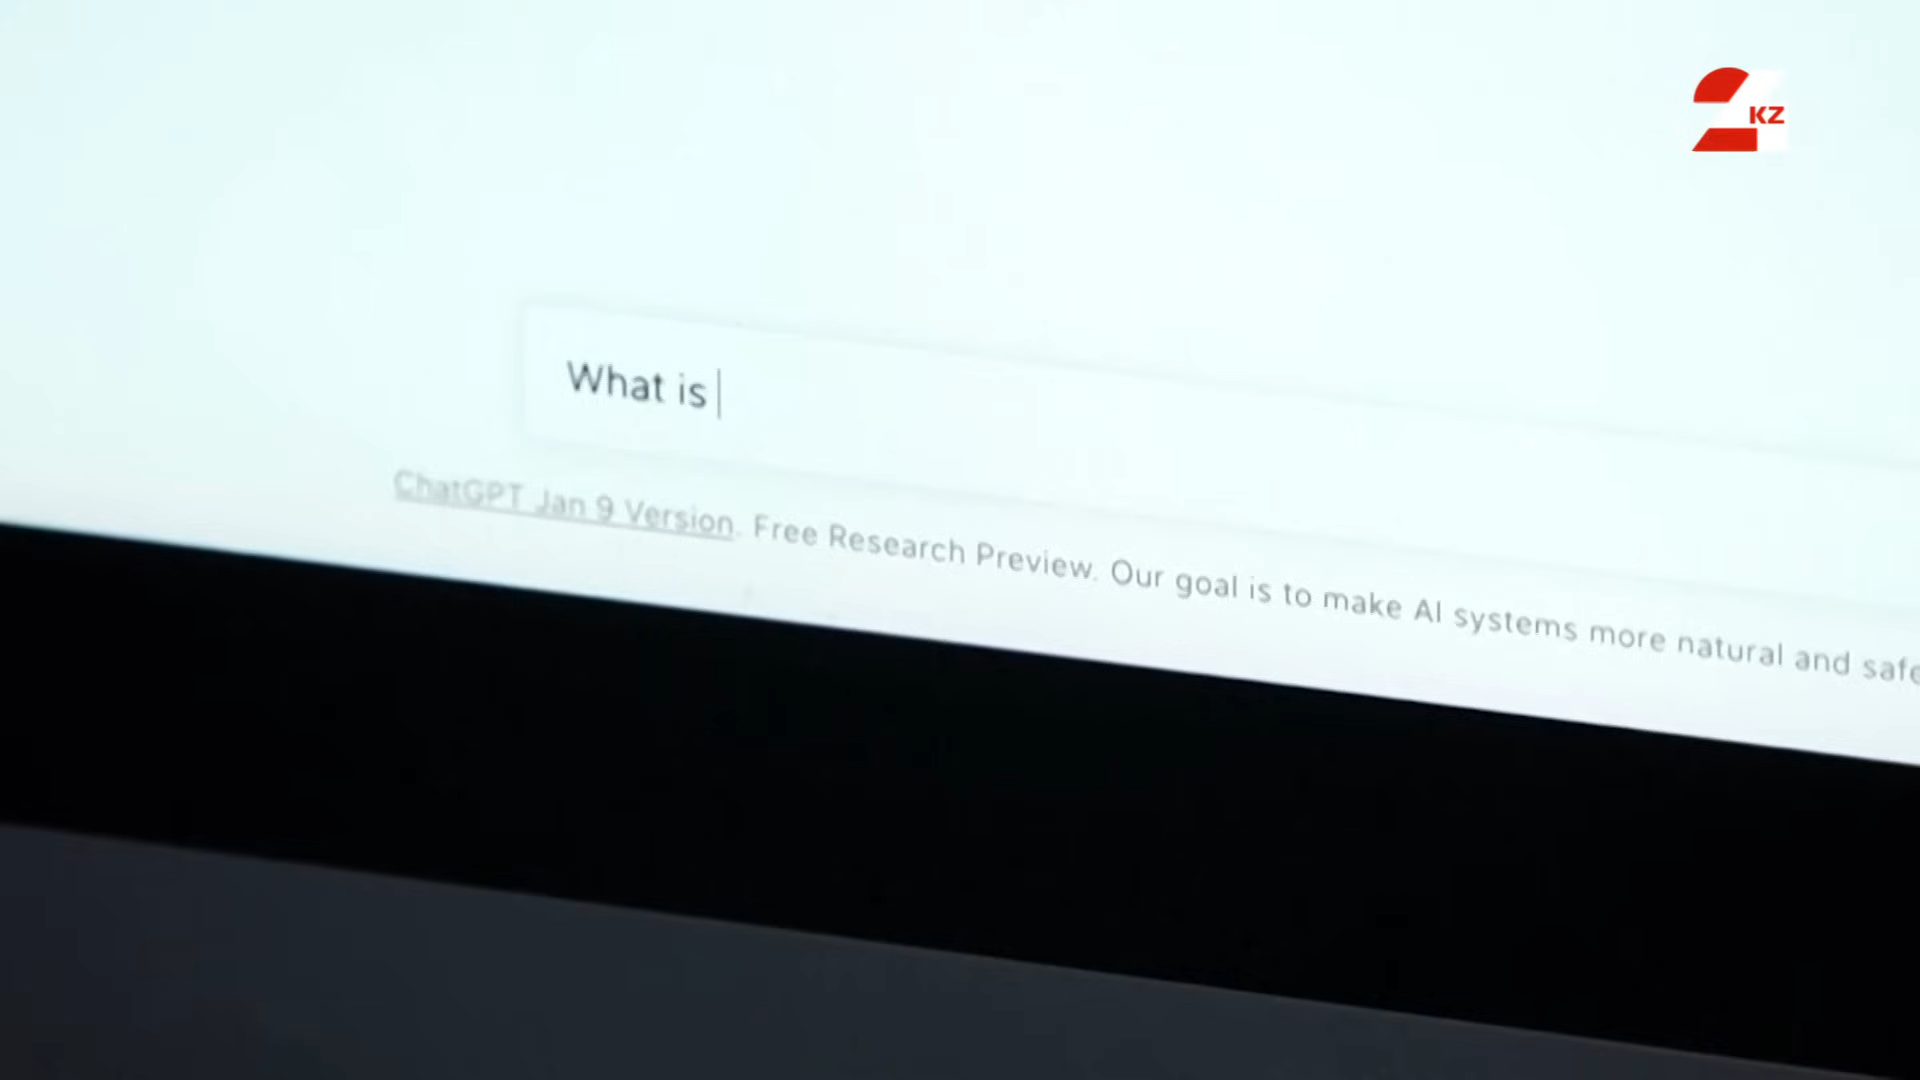 KZ
What is
ChatGPT Jan 9 Version. Free Research Preview. Our goal is to make AI systems more natural and safe